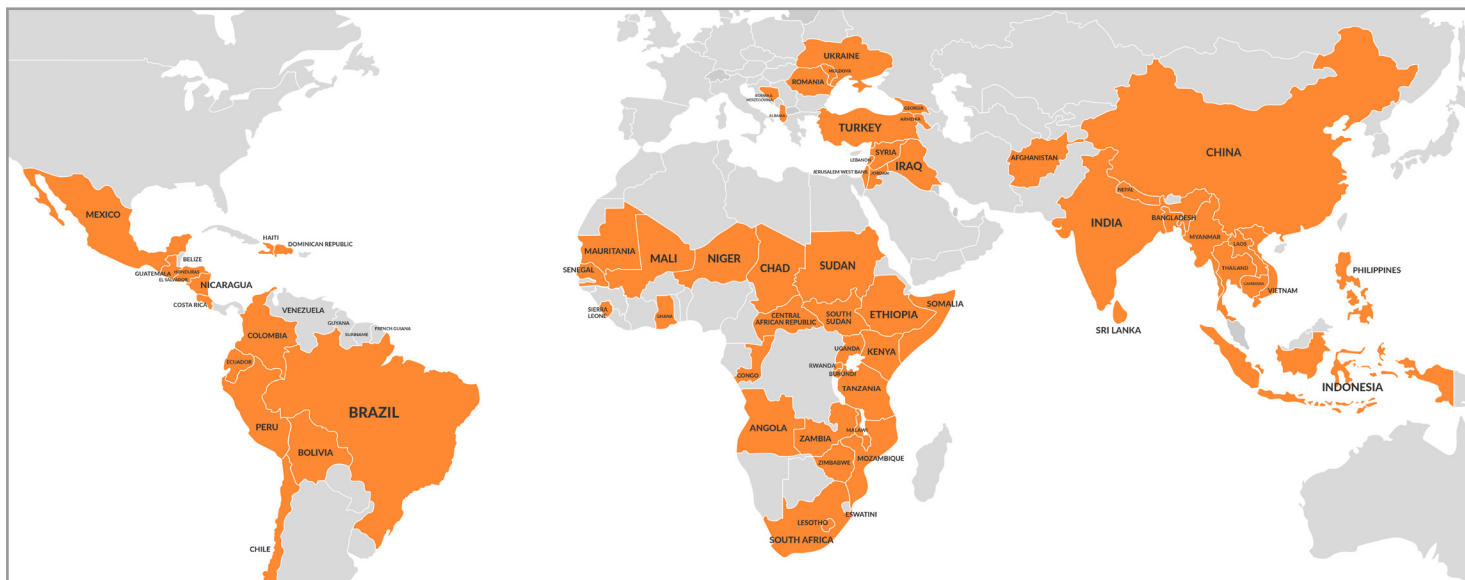 UKRAINE
MOLDOVA
ROMANIA
BOSNIA &
HERZEGOVINA
ALBANIA
GEORGIA
ARMENIA
TURKEY
SYRIA
LEBANON
IRAQ
JERUSALEM WEST BANK
JORDAN
AFGHANISTAN
CHINA
NEPAL
INDIA
BANGLADESH
MYANMAR
LAOS
THAILAND
CAMBODIA
VIETNAM
PHILIPPINES
SRI LANKA
INDONESIA
MEXICO
HAITI
DOMINICAN REPUBLIC
BELIZE
GUATEMALA
HONDURAS
EL SALVADOR
NICARAGUA
COSTA RICA
VENEZUELA
GUYANA
SURINAME
FRENCH GUIANA
COLOMBIA
ECUADOR
BRAZIL
PERU
BOLIVIA
CHILE
MAURITANIA
MALI
NIGER
CHAD
SUDAN
SENEGAL
SIERRA
LEONE
GHANA
CENTRAL
AFRICAN REPUBLIC
SOUTH
SUDAN
ETHIOPIA
SOMALIA
UGANDA
KENYA
RWANDA
BURUNDI
CONGO
TANZANIA
ANGOLA
ZAMBIA
MALAWI
ZIMBABWE
MOZAMBIQUE
ESWATINI
LESOTHO
SOUTH AFRICA